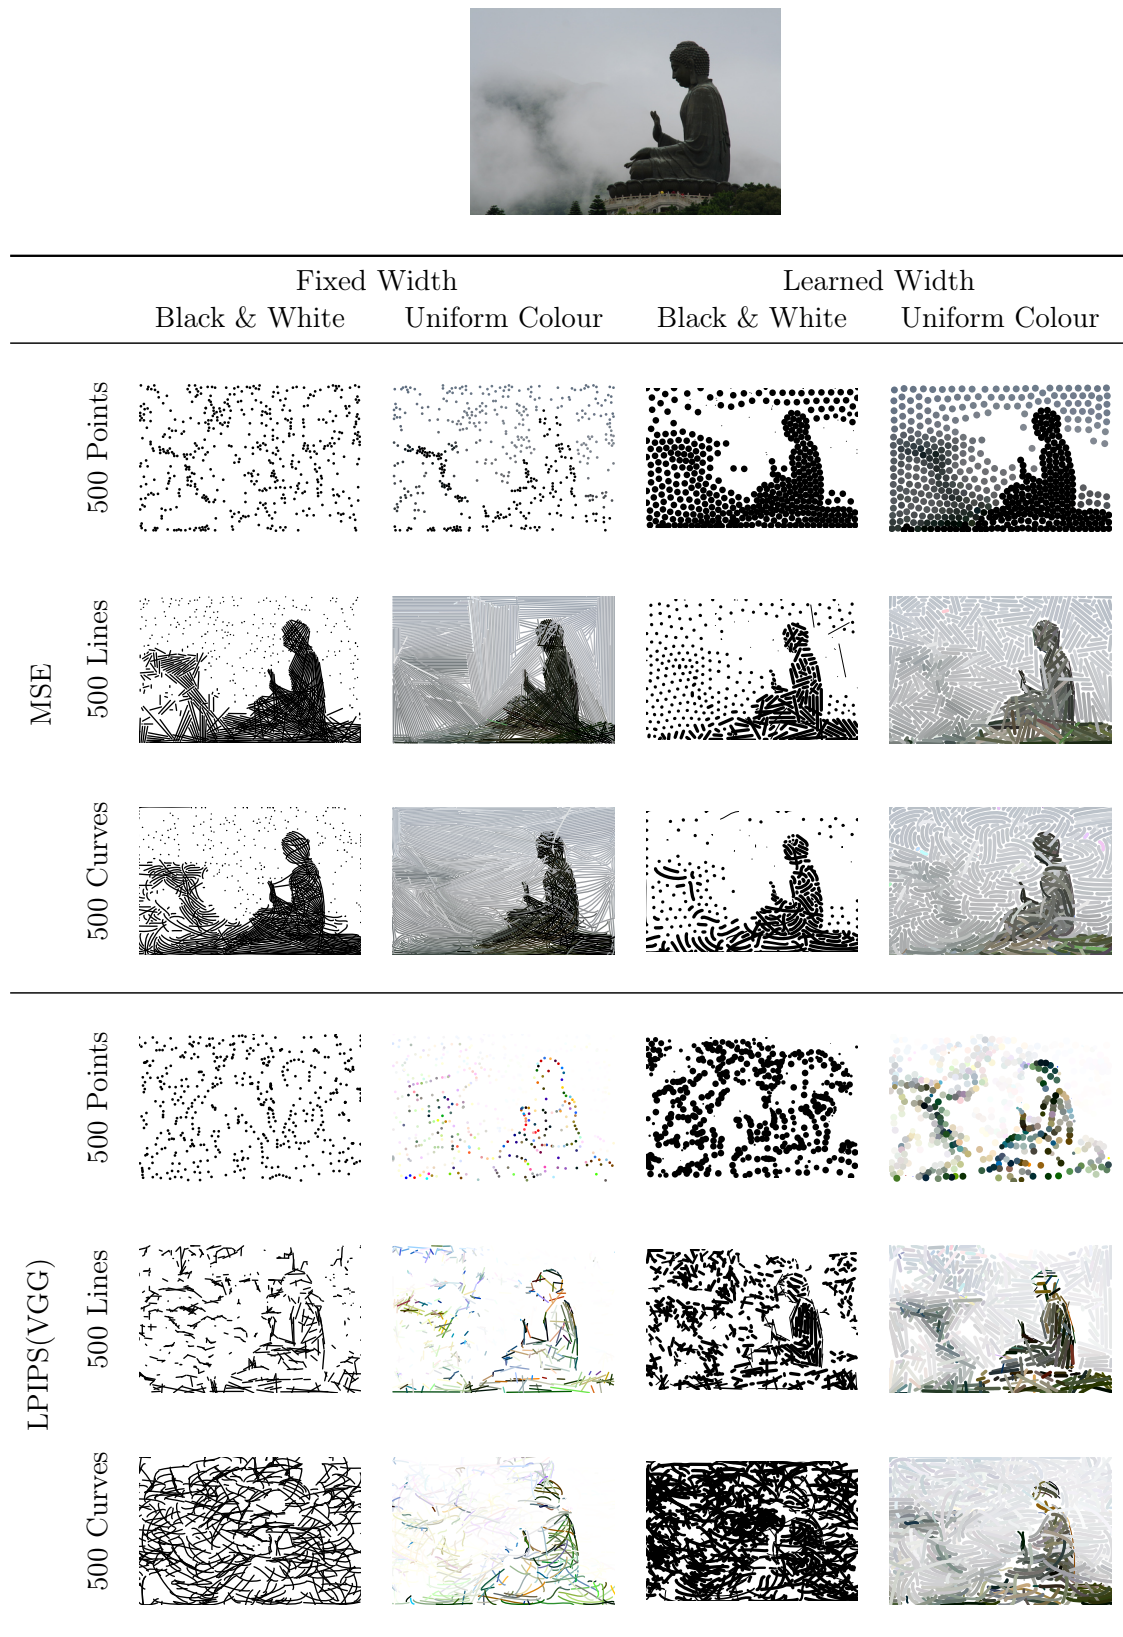 Fixed Width Learned Width
Black & White Uniform Colour Black & White Uniform Colour
MSE
500 Points
500 Lines
500 Curves
LPIPS(VGG)
500 Points
500 Lines
500 Curves